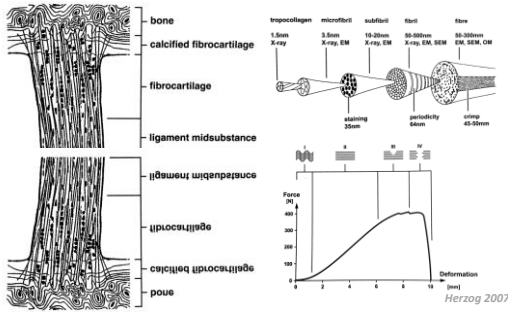 bone
calcified fibrocartilage
fibrocartilage
ligament midsubstance
ligament midsubstance
fibrocartilage
calcified fibrocartilage
bone
tropocollagen microfibril subfibril fibril fibre
1.5nm 3.5nm 10-20nm 50-500nm 50-300mm
X-ray X-ray, EM X-ray, EM X-ray, EM, SEM EM, SEM, OM
staining
35nm
periodicity
64nm
crimp
45-50mm
I II III IV
Force
[N]
400
300
200
100
0
0 2 4 6 8 10
Deformation
[mm]
Herzog 2007